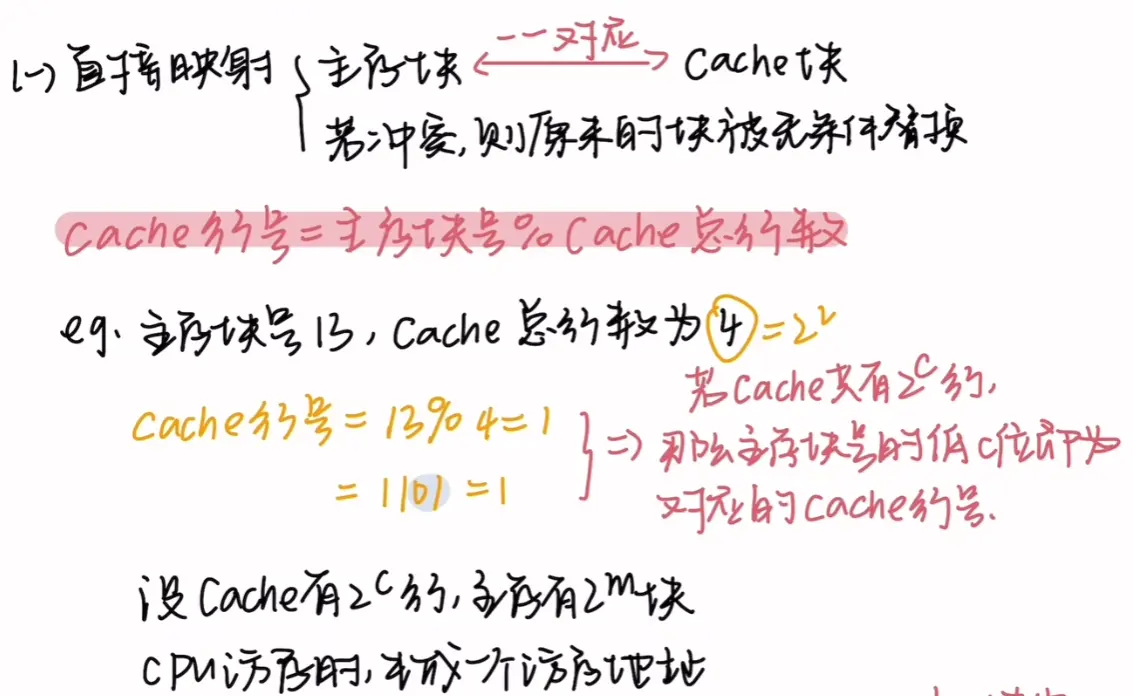 (一) 直接映射 { 主存块 ←一一对应→ Cache块
若冲突,则原来的块被无条件替换
Cache行号=主存块号%Cache总行数
eg. 主存块号13, Cache总行数为4=2²
Cache行号=13%4=1
=1101=1
} ⇒ 若Cache共有2^c行,
那么主存块号的低c位即为
对应的Cache行号.
设Cache有2^c行,主存有2^m块
CPU访存时,生成一个访存地址